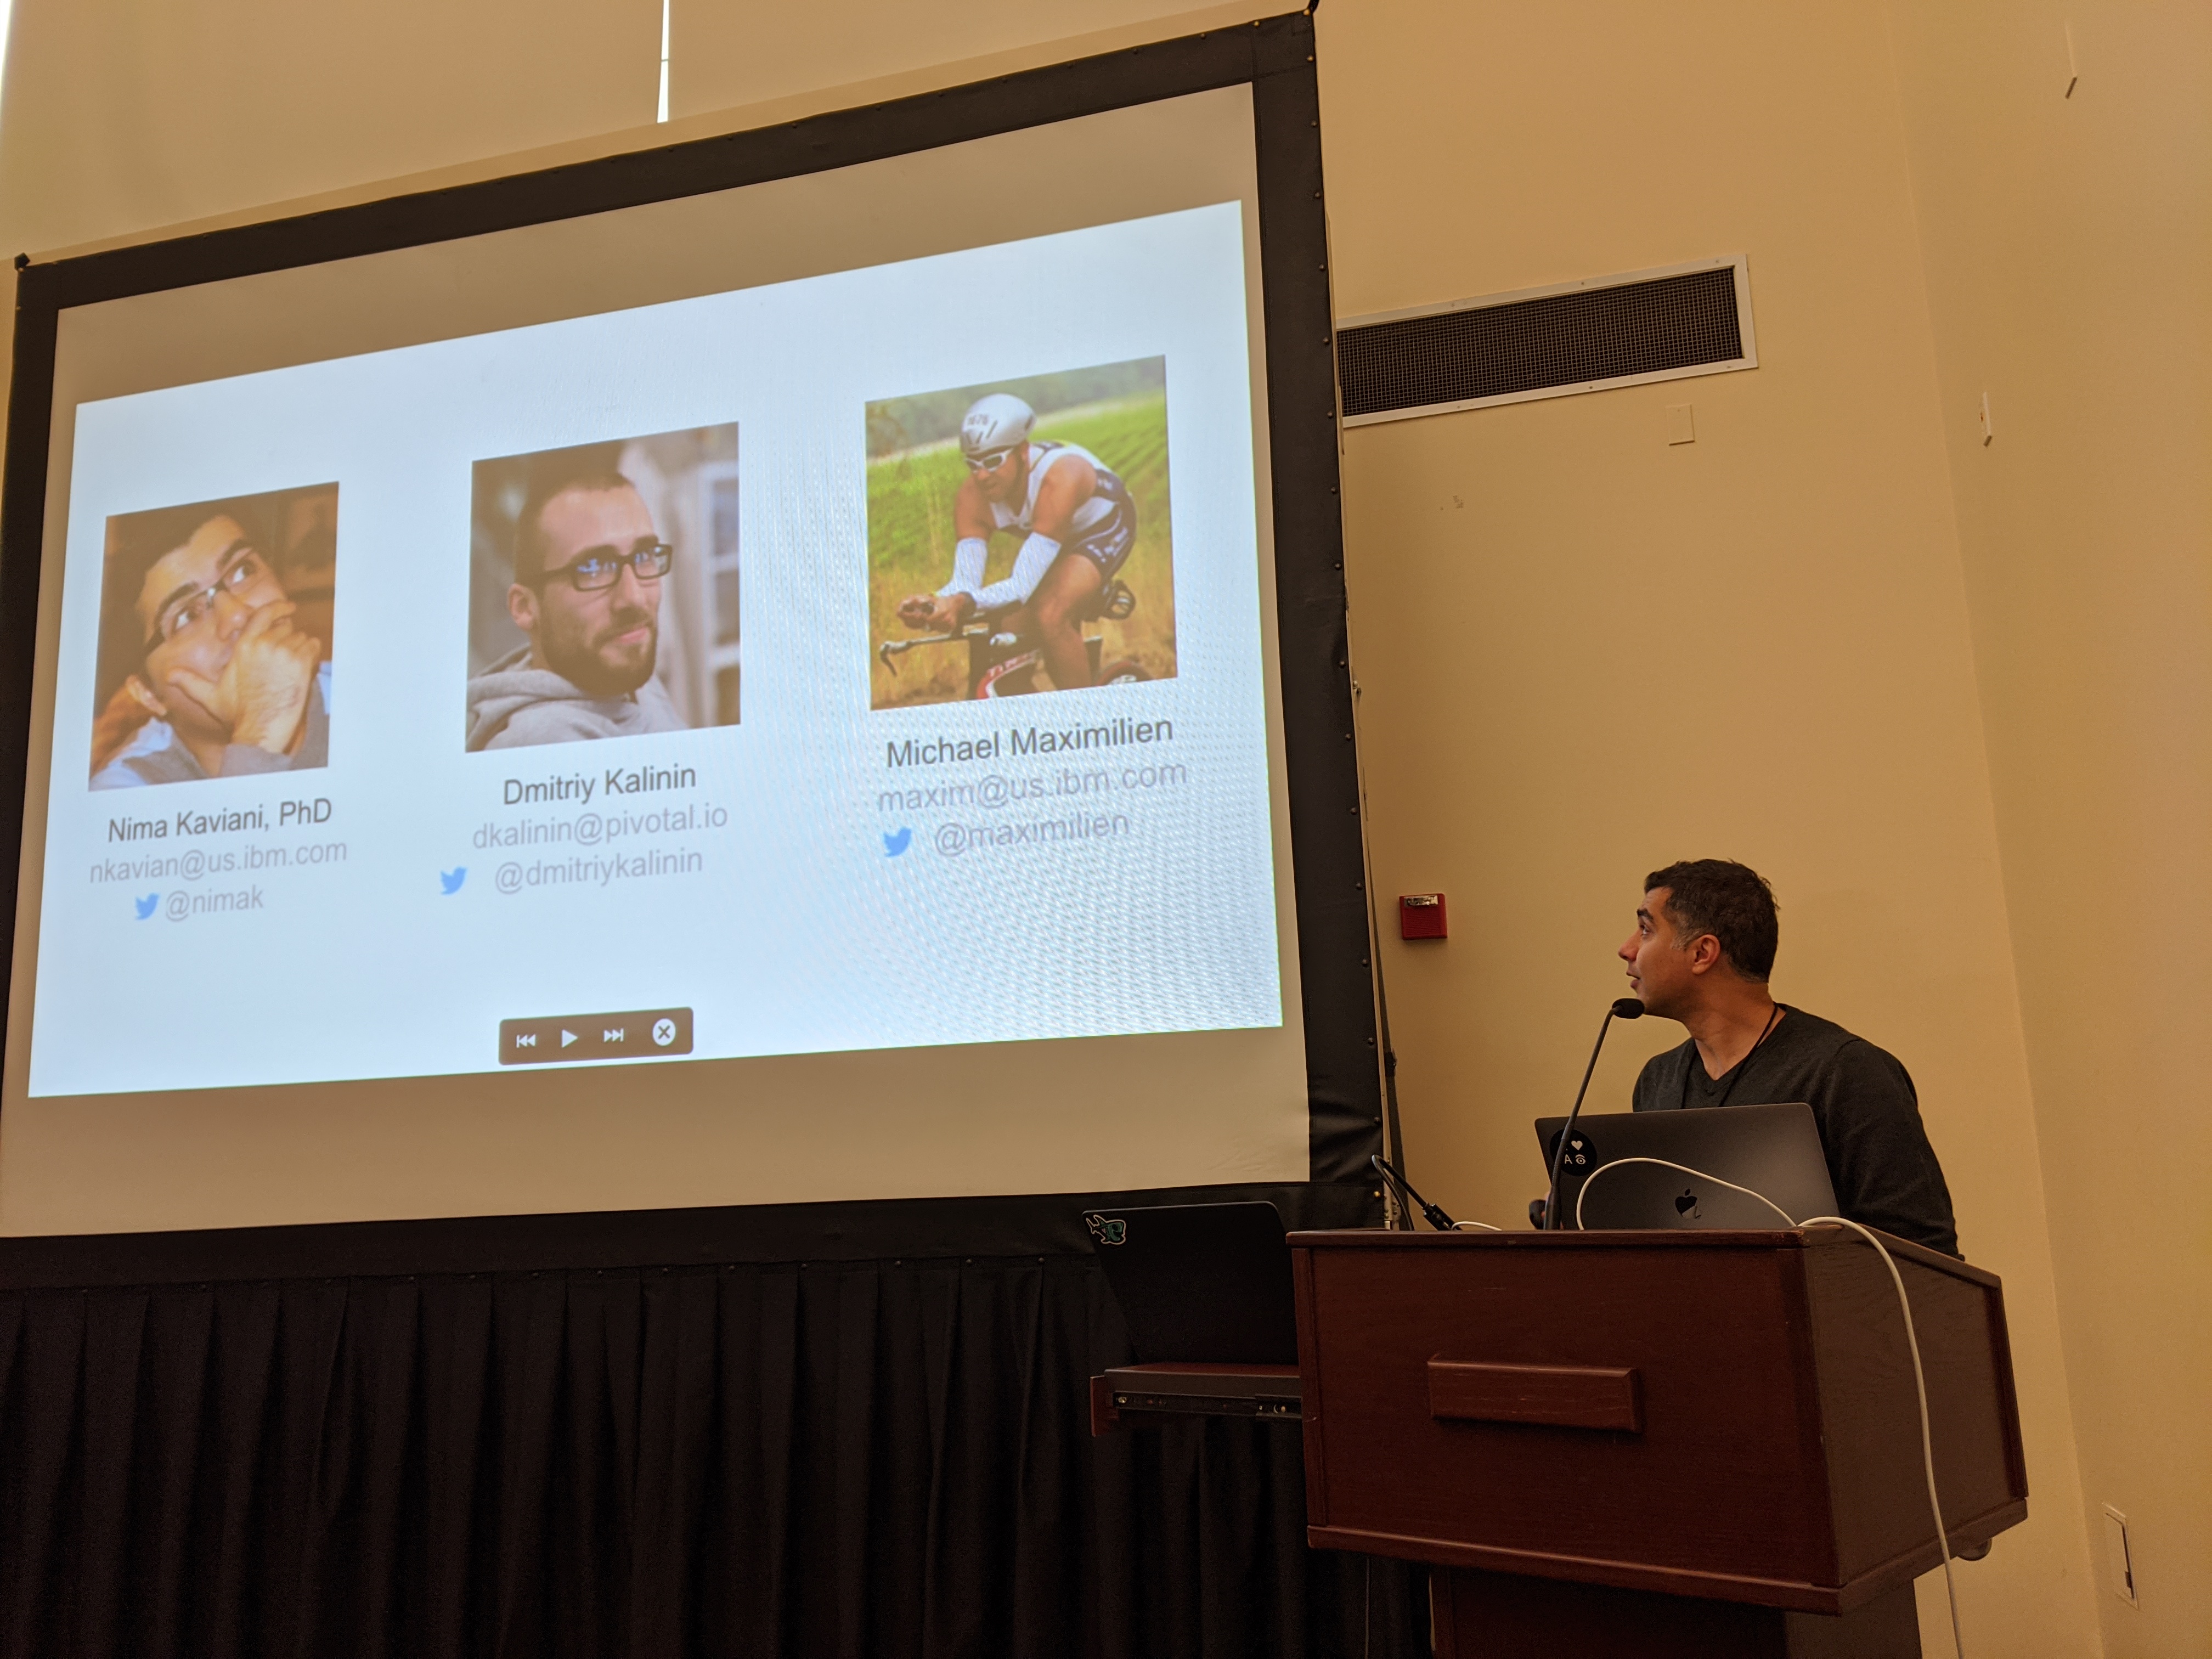 Nima Kaviani, PhD
nkavian@us.ibm.com
@nimak
Dmitriy Kalinin
dkalinin@pivotal.io
@dmitriykalinin
Michael Maximilien
maxim@us.ibm.com
@maximilien